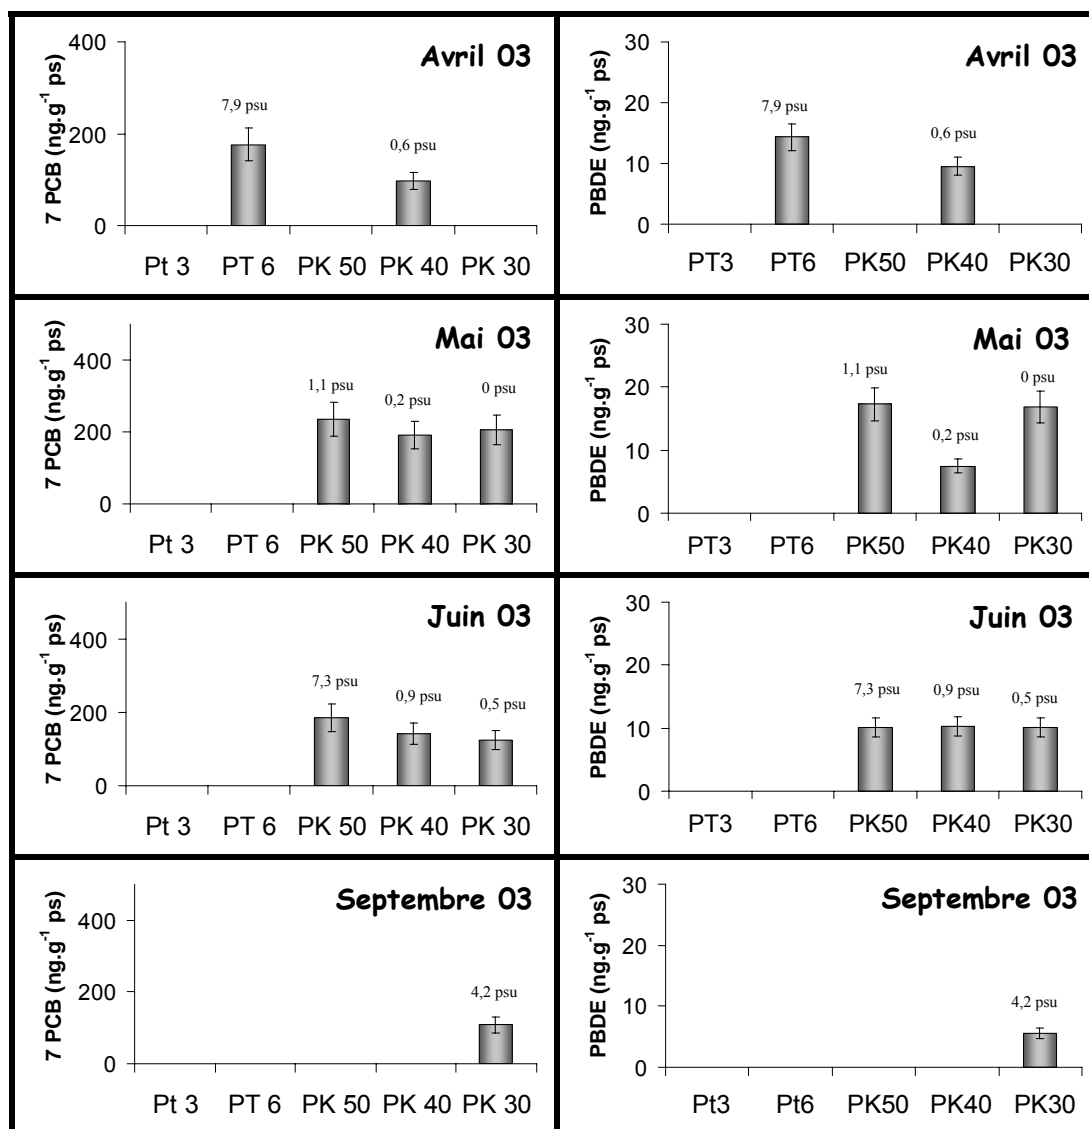 Avril 03
7 PCB (ng.g⁻¹ ps)
400
200
0
7,9 psu
0,6 psu
Pt 3 PT 6 PK 50 PK 40 PK 30
Avril 03
PBDE (ng.g⁻¹ ps)
30
20
10
0
7,9 psu
0,6 psu
PT3 PT6 PK50 PK40 PK30
Mai 03
7 PCB (ng.g⁻¹ ps)
400
200
0
1,1 psu
0,2 psu
0 psu
Pt 3 PT 6 PK 50 PK 40 PK 30
Mai 03
PBDE (ng.g⁻¹ ps)
30
20
10
0
1,1 psu
0,2 psu
0 psu
PT3 PT6 PK50 PK40 PK30
Juin 03
7 PCB (ng.g⁻¹ ps)
400
200
0
7,3 psu
0,9 psu
0,5 psu
Pt 3 PT 6 PK 50 PK 40 PK 30
Juin 03
PBDE (ng.g⁻¹ ps)
30
20
10
0
7,3 psu
0,9 psu
0,5 psu
PT3 PT6 PK50 PK40 PK30
Septembre 03
7 PCB (ng.g⁻¹ ps)
400
200
0
4,2 psu
Pt 3 PT 6 PK 50 PK 40 PK 30
Septembre 03
PBDE (ng.g⁻¹ ps)
30
20
10
0
4,2 psu
Pt3 Pt6 PK50 PK40 PK30